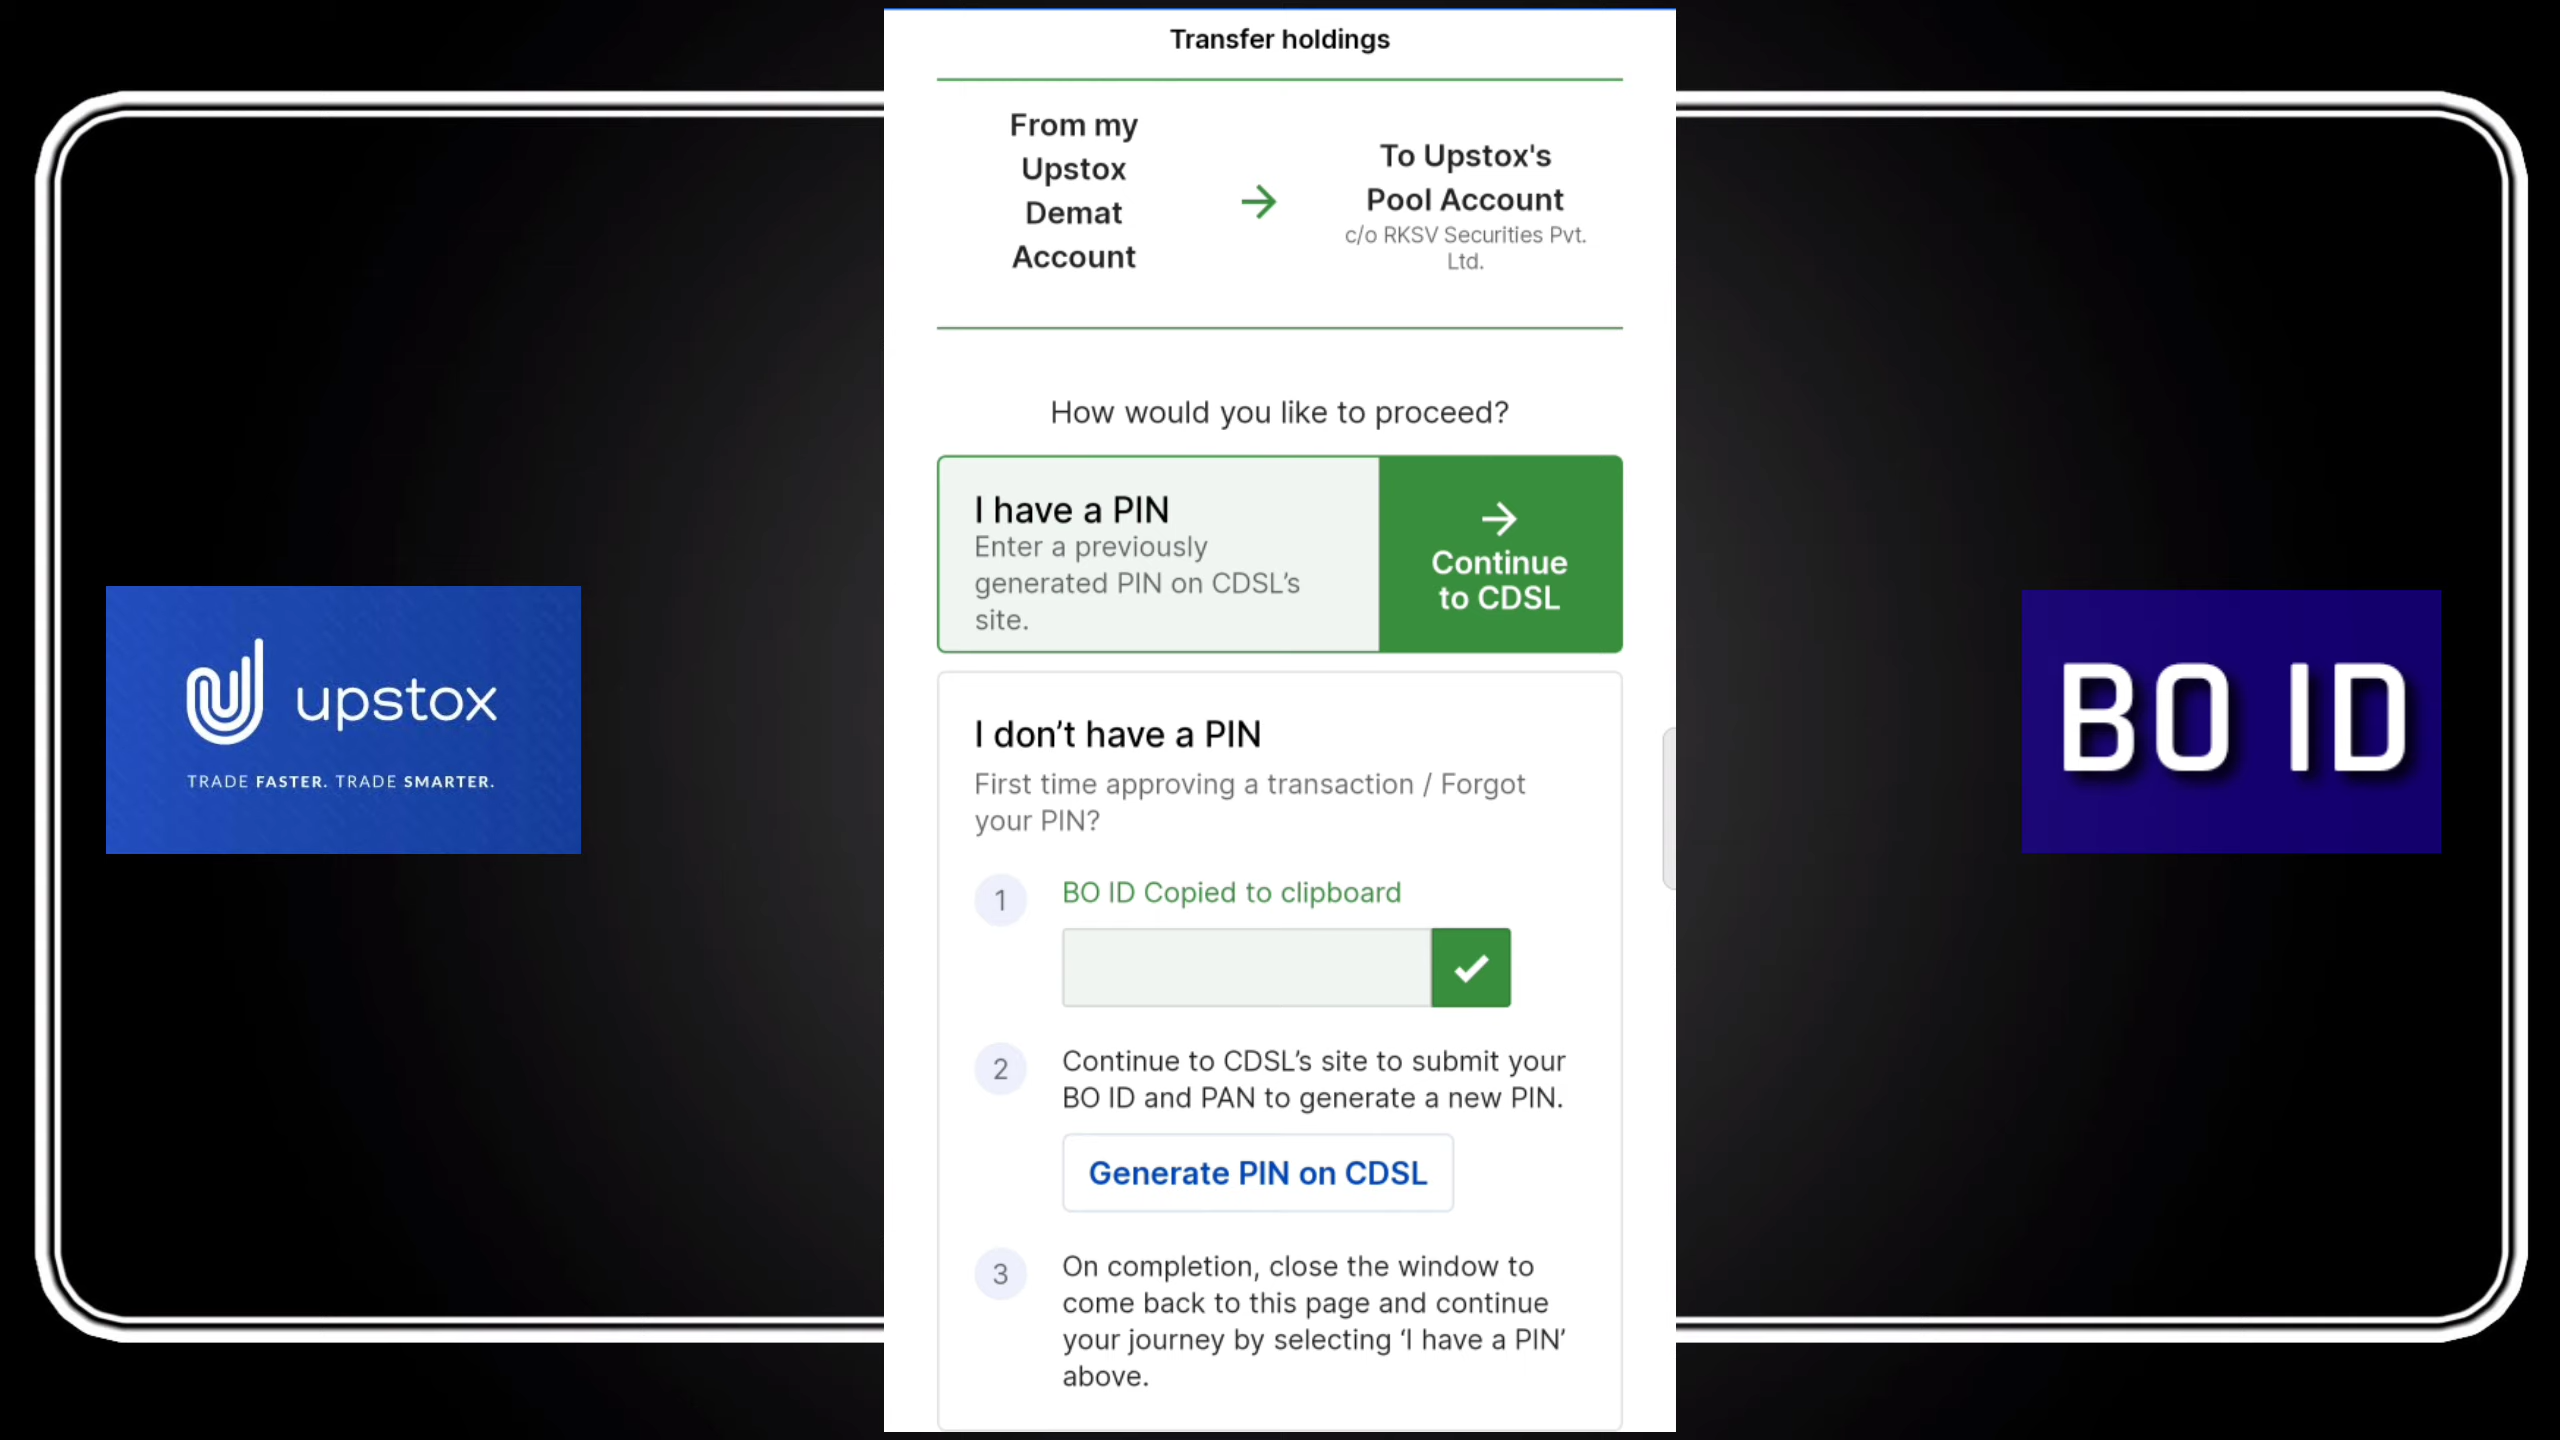 Transfer holdings
From my
Upstox
Demat
Account
To Upstox's
Pool Account
c/o RKSV Securities Pvt.
Ltd.
How would you like to proceed?
I have a PIN
Enter a previously
generated PIN on CDSL’s
site.
Continue
to CDSL
I don’t have a PIN
First time approving a transaction / Forgot
your PIN?
1
BO ID Copied to clipboard
2
Continue to CDSL’s site to submit your
BO ID and PAN to generate a new PIN.
Generate PIN on CDSL
3
On completion, close the window to
come back to this page and continue
your journey by selecting ‘I have a PIN’
above.
upstox
TRADE FASTER. TRADE SMARTER.
BO ID